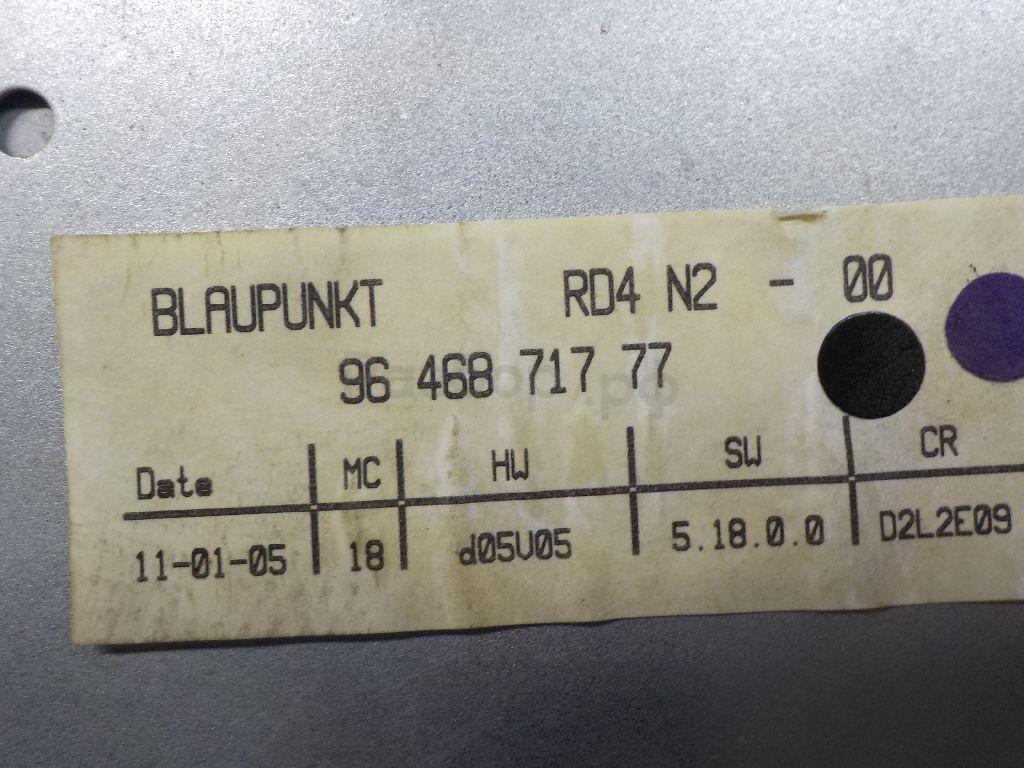 BLAUPUNKT RD4 N2 - 00
96 468 717 77
Date MC HW SW CR
11-01-05 18 d05V05 5.18.0.0 D2L2E09